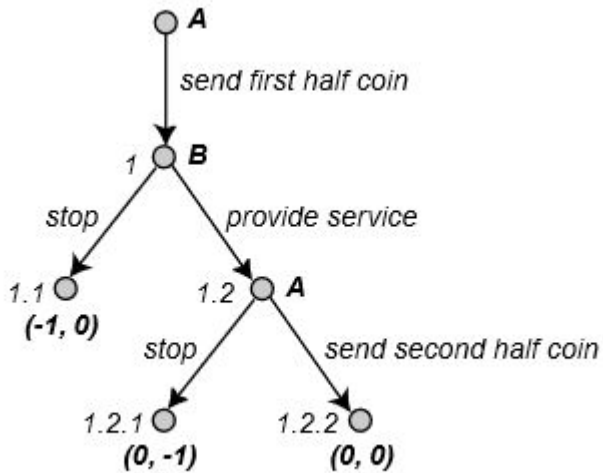 A
send first half coin
1 B
stop provide service
1.1 1.2 A
(-1, 0)
stop send second half coin
1.2.1 1.2.2
(0, -1) (0, 0)